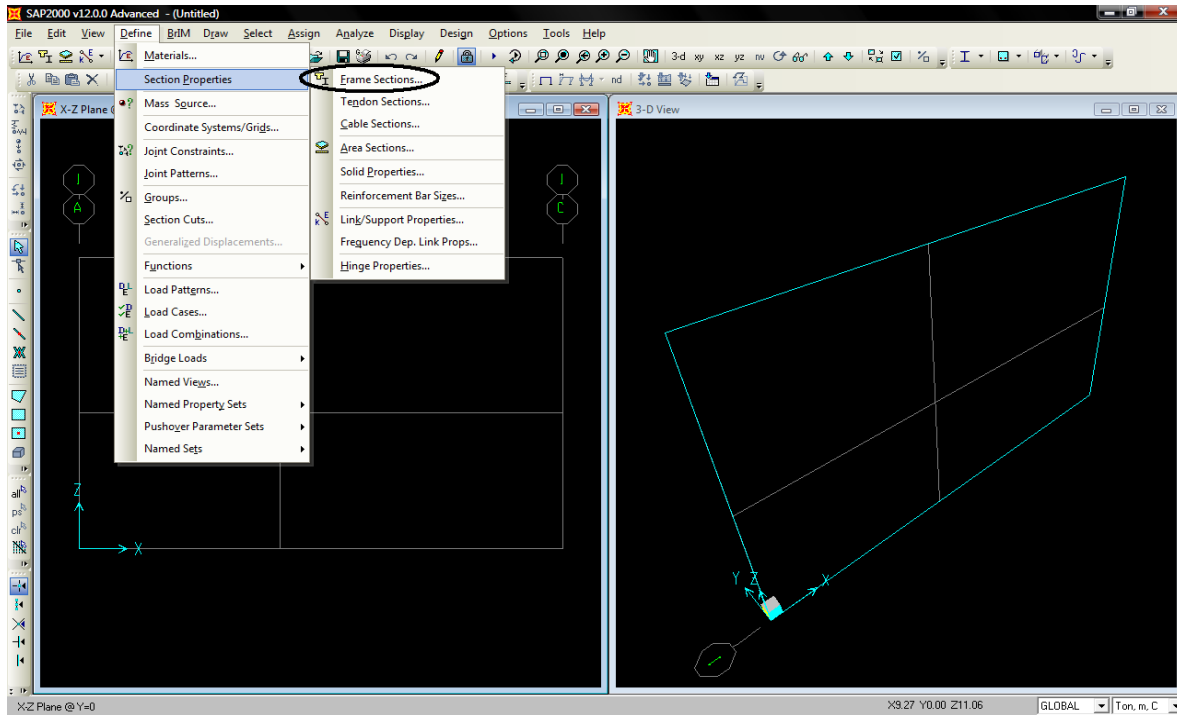 SAP2000 v12.0.0 Advanced - (Untitled)
File Edit View Define BrIM Draw Select Assign Analyze Display Design Options Tools Help
3-d xy xz yz nv
nd
X-Z Plane
3-D View
Materials...
Section Properties
Mass Source...
Coordinate Systems/Grids...
Joint Constraints...
Joint Patterns...
Groups...
Section Cuts...
Generalized Displacements...
Functions
Load Patterns...
Load Cases...
Load Combinations...
Bridge Loads
Named Views...
Named Property Sets
Pushover Parameter Sets
Named Sets
Frame Sections...
Tendon Sections...
Cable Sections...
Area Sections...
Solid Properties...
Reinforcement Bar Sizes...
Link/Support Properties...
Frequency Dep. Link Props...
Hinge Properties...
A
C
Z
X
Y Z X
all
ps
clr
X-Z Plane @ Y=0
X9.27 Y0.00 Z11.06
GLOBAL
Ton, m, C